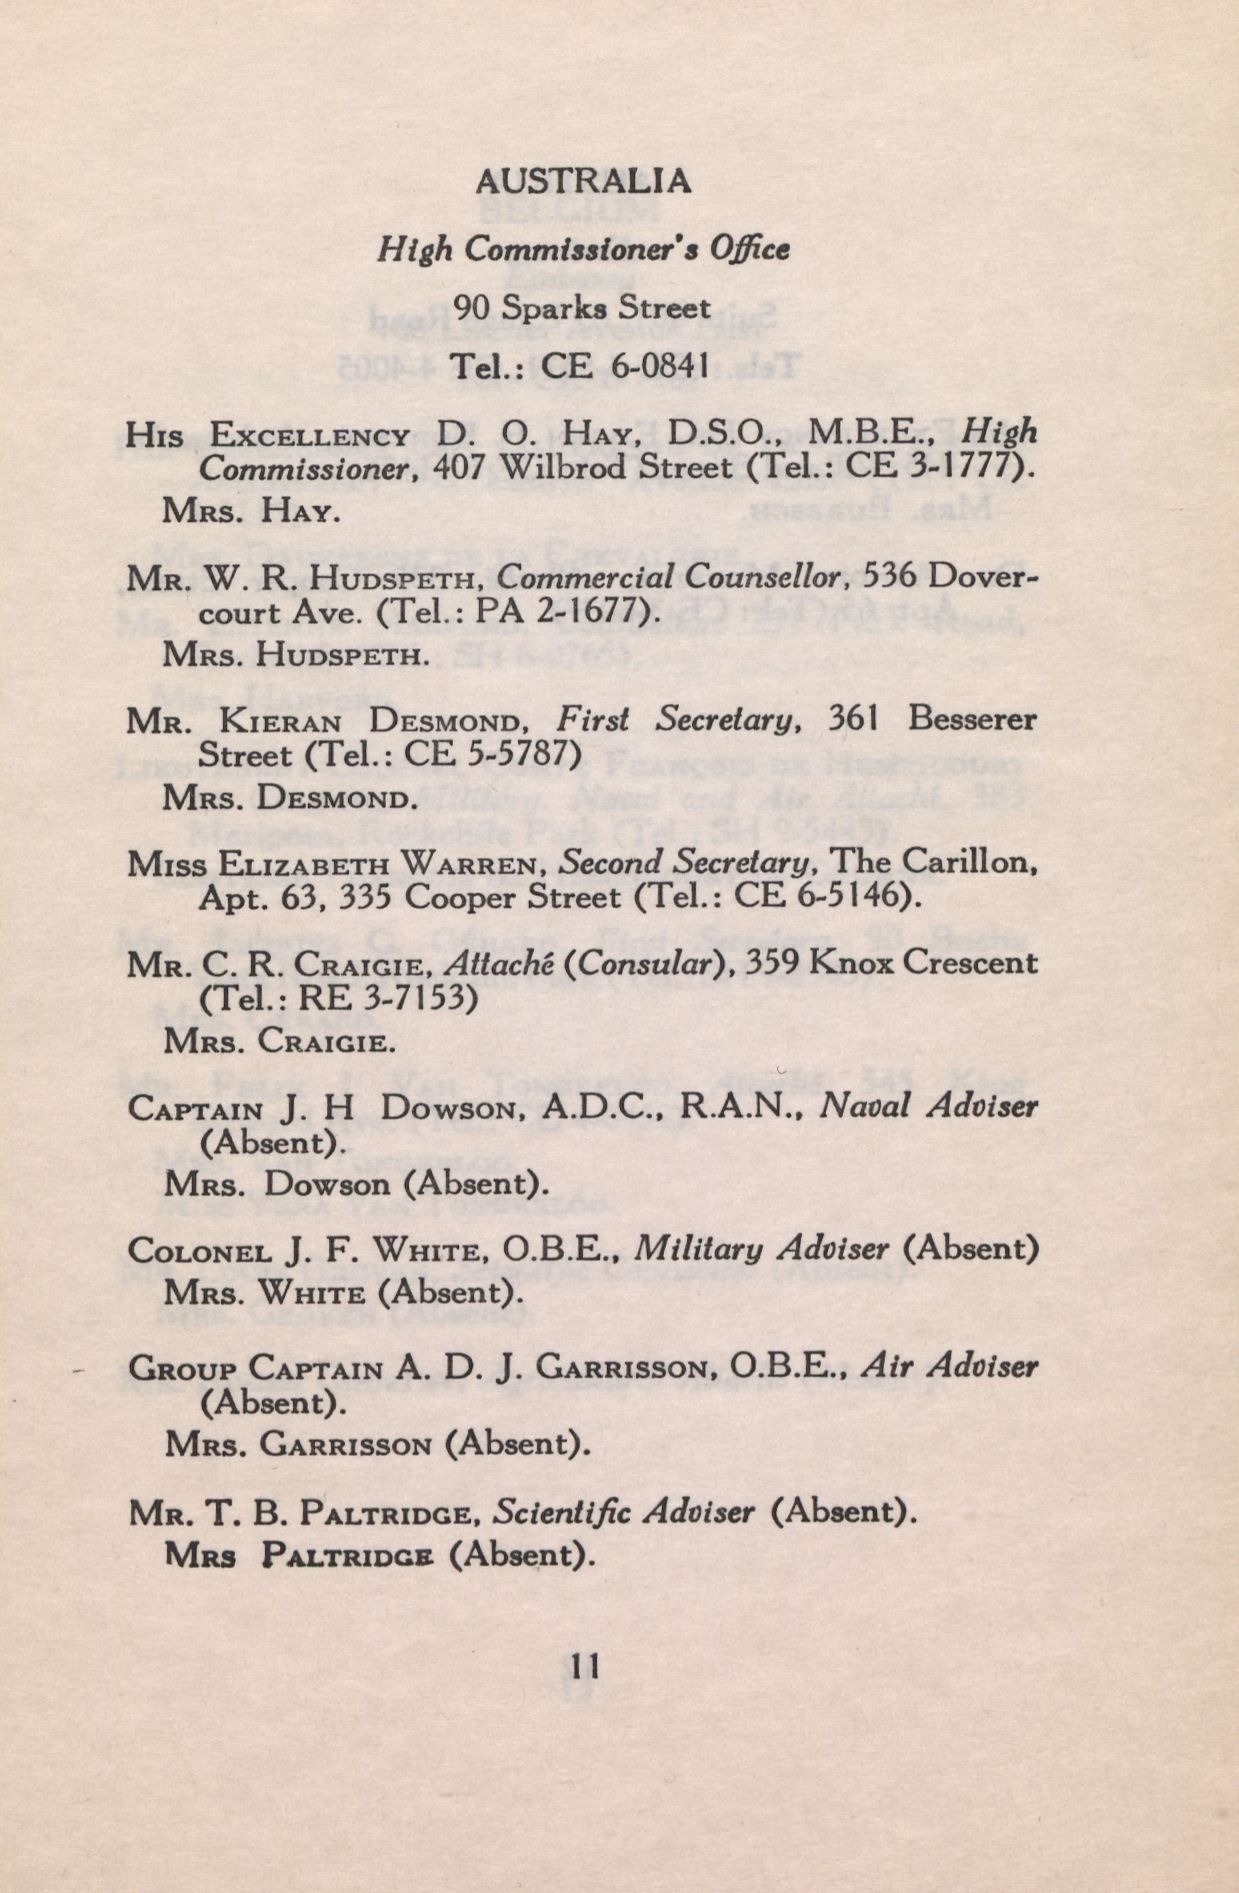 AUSTRALIA
High Commissioner's Office
90 Sparks Street
Tel.: CE 6-0841
HIS EXCELLENCY D. O. HAY, D.S.O., M.B.E., High
Commissioner, 407 Wilbrod Street (Tel.: CE 3-1777).
MRS. HAY.
MR. W. R. HUDSPETH, Commercial Counsellor, 536 Dover-
court Ave. (Tel.: PA 2-1677).
MRS. HUDSPETH.
MR. KIERAN DESMOND, First Secretary, 361 Besserer
Street (Tel.: CE 5-5787)
MRS. DESMOND.
MISS ELIZABETH WARREN, Second Secretary, The Carillon,
Apt. 63, 335 Cooper Street (Tel.: CE 6-5146).
MR. C. R. CRAIGIE, Attaché (Consular), 359 Knox Crescent
(Tel.: RE 3-7153)
MRS. CRAIGIE.
CAPTAIN J. H DOWSON, A.D.C., R.A.N., Naval Adviser
(Absent).
MRS. DOWSON (Absent).
COLONEL J. F. WHITE, O.B.E., Military Adviser (Absent)
MRS. WHITE (Absent).
GROUP CAPTAIN A. D. J. GARRISSON, O.B.E., Air Adviser
(Absent).
MRS. GARRISSON (Absent).
MR. T. B. PALTRIDGE, Scientific Adviser (Absent).
MRS PALTRIDGE (Absent).
11